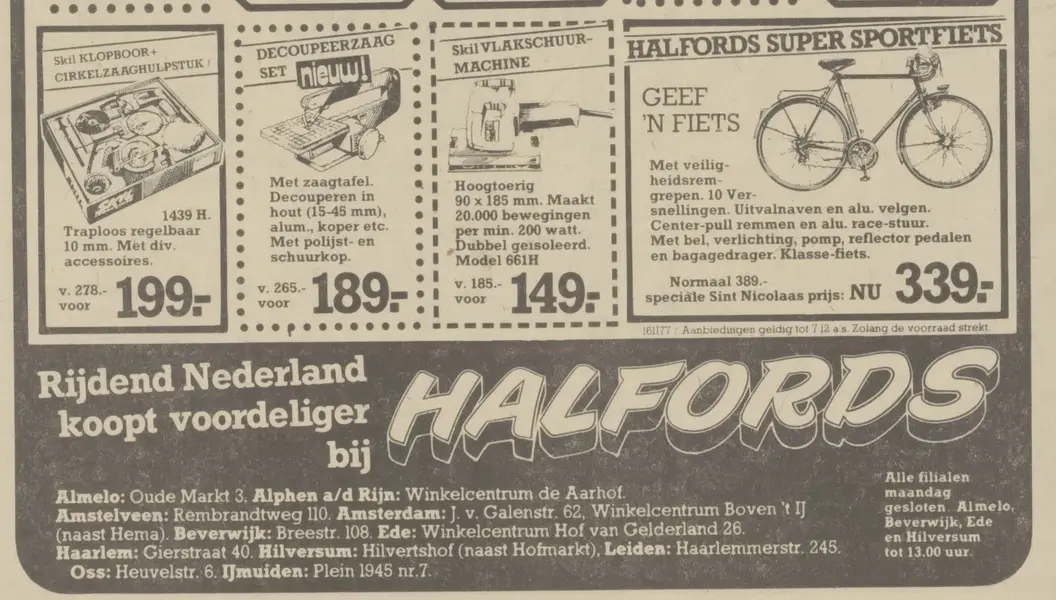 Skil KLOPBOOR+
CIRKELZAAGHULPSTUK
1439 H.
Traploos regelbaar
10 mm. Met div.
accessoires.
v. 278.-
voor 199:-
DECOUPEERZAAG
SET nieuw!
Met zaagtafel.
Decouperen in
hout (15-45 mm),
alum., koper etc.
Met polijst- en
schuurkop.
v. 265.-
voor 189:-
Skil VLAKSCHUUR-
MACHINE
Hoogtoerig
90 x 185 mm. Maakt
20.000 bewegingen
per min. 200 watt.
Dubbel geïsoleerd.
Model 661H
v. 185.-
voor 149:-
HALFORDS SUPER SPORTFIETS
GEEF
'N FIETS
Met veilig-
heidsrem-
grepen. 10 Ver-
snellingen. Uitvalnaven en alu. velgen.
Center-pull remmen en alu. race-stuur.
Met bel, verlichting, pomp, reflector pedalen
en bagagedrager. Klasse-fiets.
Normaal 389.-
speciale Sint Nicolaas prijs: NU 339:-
161177 / Aanbiedingen geldig tot 7 12 a.s. Zolang de voorraad strekt.
Rijdend Nederland
koopt voordeliger
bij
HALFORDS
Almelo: Oude Markt 3. Alphen a/d Rijn: Winkelcentrum de Aarhof.
Amstelveen: Rembrandtweg 110. Amsterdam: J. v. Galenstr. 62, Winkelcentrum Boven 't IJ
(naast Hema). Beverwijk: Breestr. 108. Ede: Winkelcentrum Hof van Gelderland 26.
Haarlem: Gierstraat 40. Hilversum: Hilvertshof (naast Hofmarkt), Leiden: Haarlemmerstr. 245.
Oss: Heuvelstr. 6. IJmuiden: Plein 1945 nr.7.
Alle filialen
maandag
gesloten Almelo,
Beverwijk, Ede
en Hilversum
tot 13.00 uur.